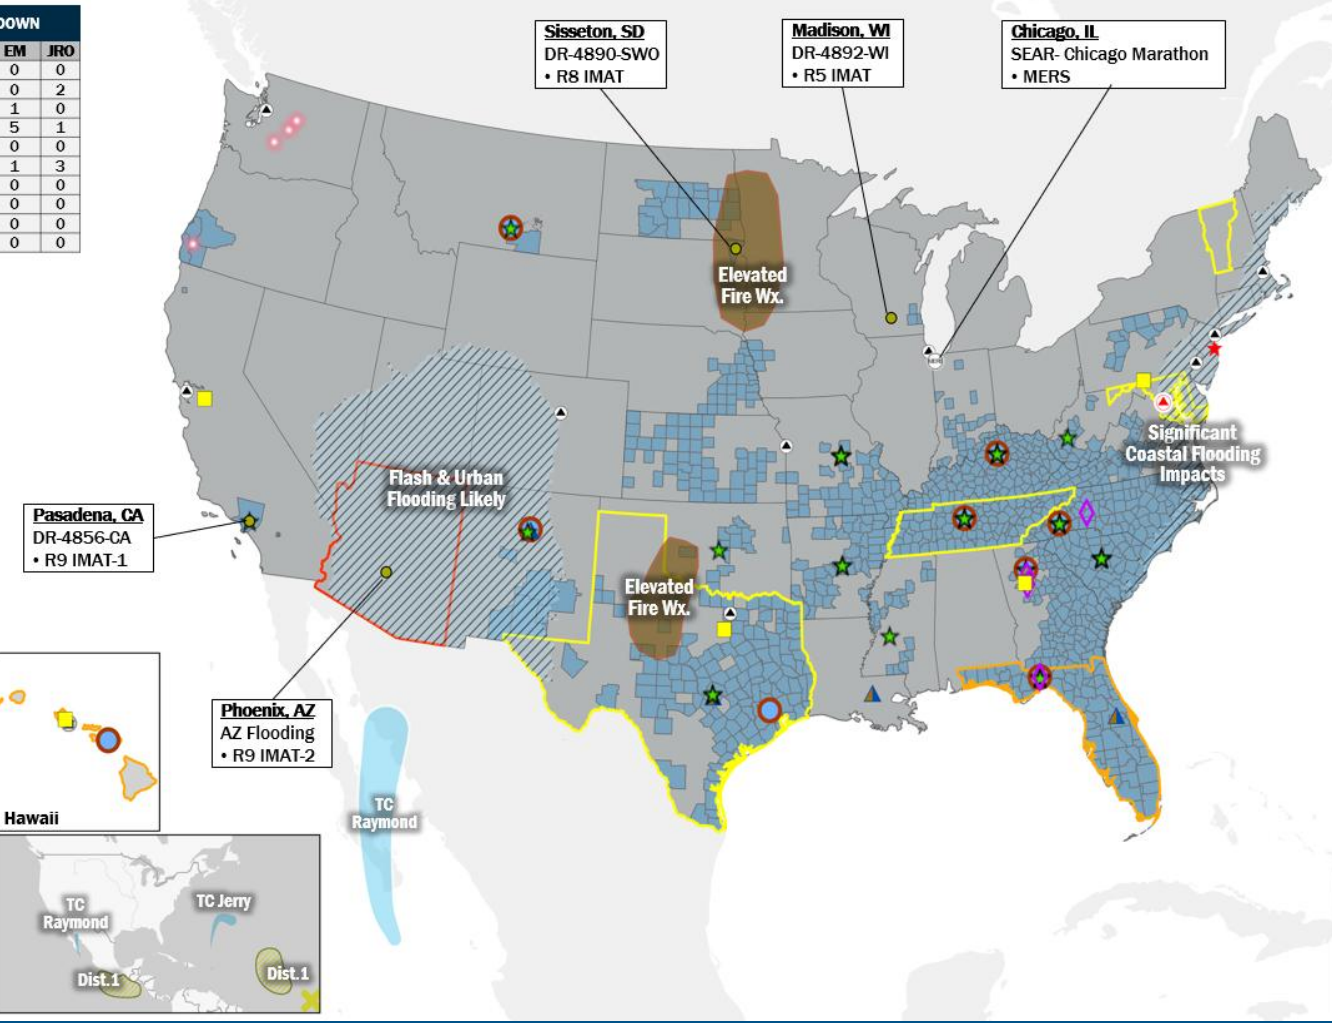 DOWN
EM JRO
0 0
0 2
1 0
5 1
0 0
1 3
0 0
0 0
0 0
0 0
Sisseton, SD
DR-4890-SWO
• R8 IMAT
Madison, WI
DR-4892-WI
• R5 IMAT
Chicago, IL
SEAR- Chicago Marathon
• MERS
Elevated
Fire Wx.
Flash & Urban
Flooding Likely
Significant
Coastal Flooding
Impacts
Pasadena, CA
DR-4856-CA
• R9 IMAT-1
Elevated
Fire Wx.
Phoenix, AZ
AZ Flooding
• R9 IMAT-2
TC
Raymond
Hawaii
TC
Raymond
TC Jerry
Dist.1
Dist.1